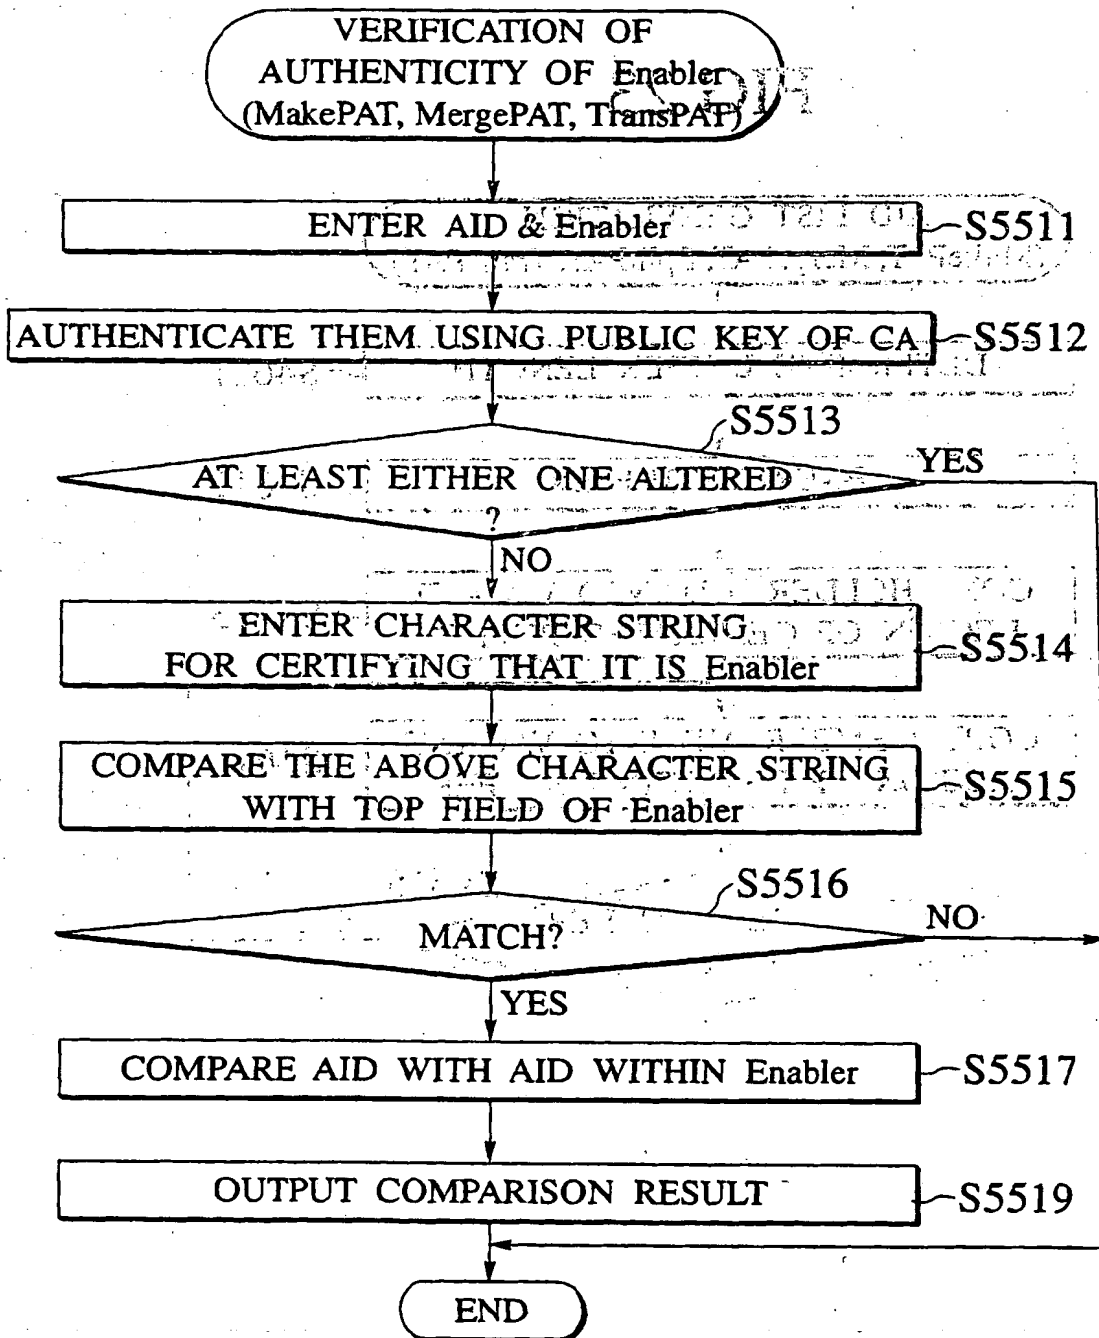 VERIFICATION OF
AUTHENTICITY OF Enabler
(MakePAT, MergePAT, TransPAT)
ENTER AID & Enabler
S5511
AUTHENTICATE THEM USING PUBLIC KEY OF CA
S5512
S5513
AT LEAST EITHER ONE ALTERED
?
YES
NO
ENTER CHARACTER STRING
FOR CERTIFYING THAT IT IS Enabler
S5514
COMPARE THE ABOVE CHARACTER STRING
WITH TOP FIELD OF Enabler
S5515
S5516
MATCH?
NO
YES
COMPARE AID WITH AID WITHIN Enabler
S5517
OUTPUT COMPARISON RESULT
S5519
END